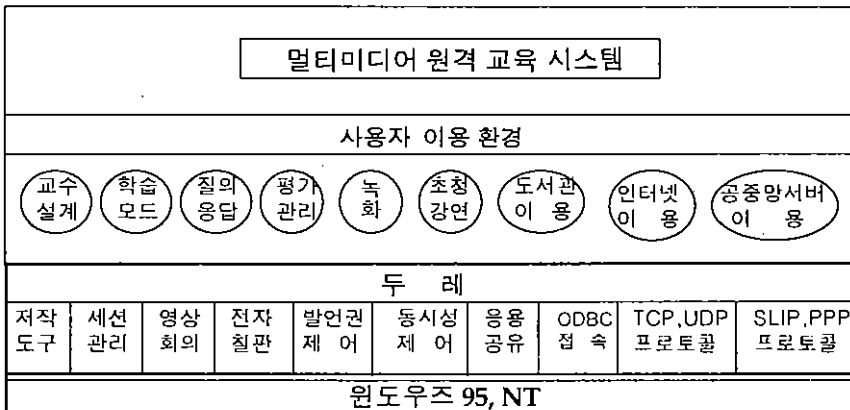 멀티미디어 원격 교육 시스템
사용자 이용 환경
교수 학습 질의 평가 녹 초청 도서관 인터넷 공중망서버
설계 모드 응답 관리 화 강연 이 용 이 용 이 용
두 레
저작 세션 영상 전자 발언권 동시성 응용 ODBC TCP,UDP SLIP,PPP
도구 관리 회의 칠판 제 어 제 어 공유 접 속 프로토콜 프로토콜
윈도우즈 95, NT